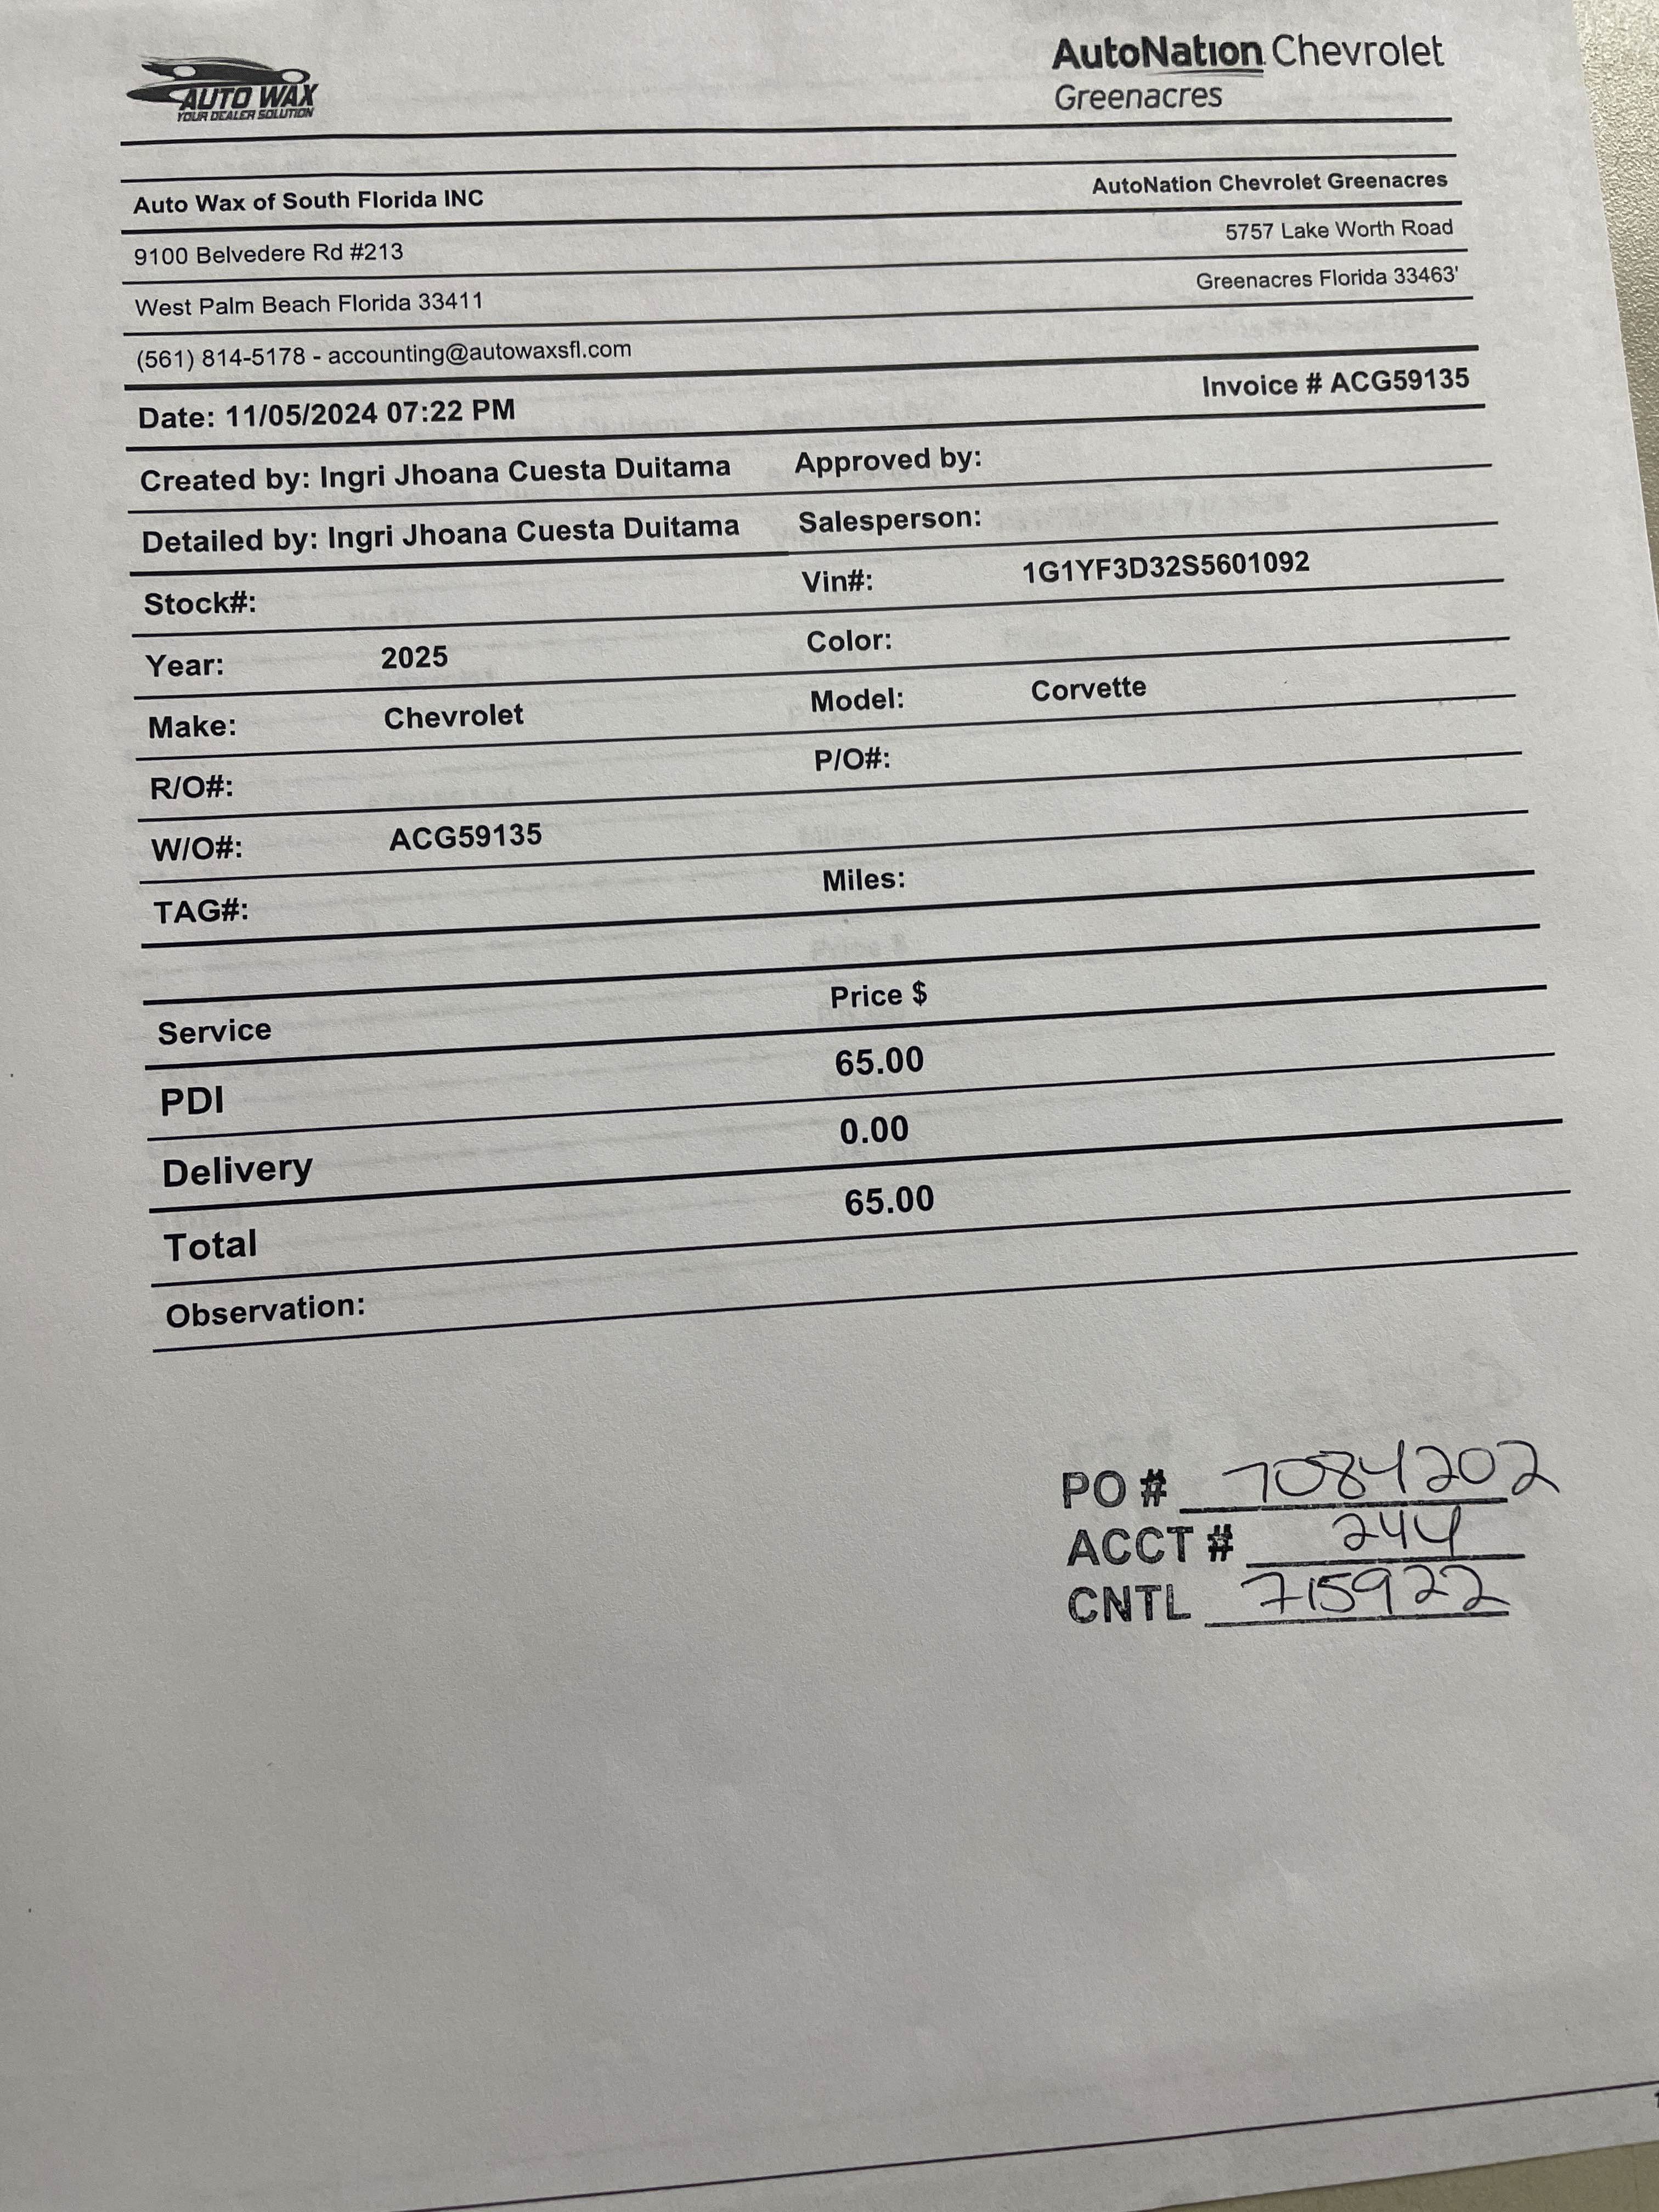 AUTO WAX
YOUR DEALER SOLUTION
AutoNation Chevrolet
Greenacres
Auto Wax of South Florida INC
AutoNation Chevrolet Greenacres
9100 Belvedere Rd #213
5757 Lake Worth Road
West Palm Beach Florida 33411
Greenacres Florida 33463'
(561) 814-5178 - accounting@autowaxsfl.com
Date: 11/05/2024 07:22 PM
Invoice # ACG59135
Created by: Ingri Jhoana Cuesta Duitama Approved by:
Detailed by: Ingri Jhoana Cuesta Duitama Salesperson:
Stock#: Vin#: 1G1YF3D32S5601092
Year: 2025 Color:
Make: Chevrolet Model: Corvette
R/O#: P/O#:
W/O#: ACG59135
TAG#: Miles:
Service Price $
PDI 65.00
Delivery 0.00
Total 65.00
Observation:
PO # 7084202
ACCT # 244
CNTL 715922